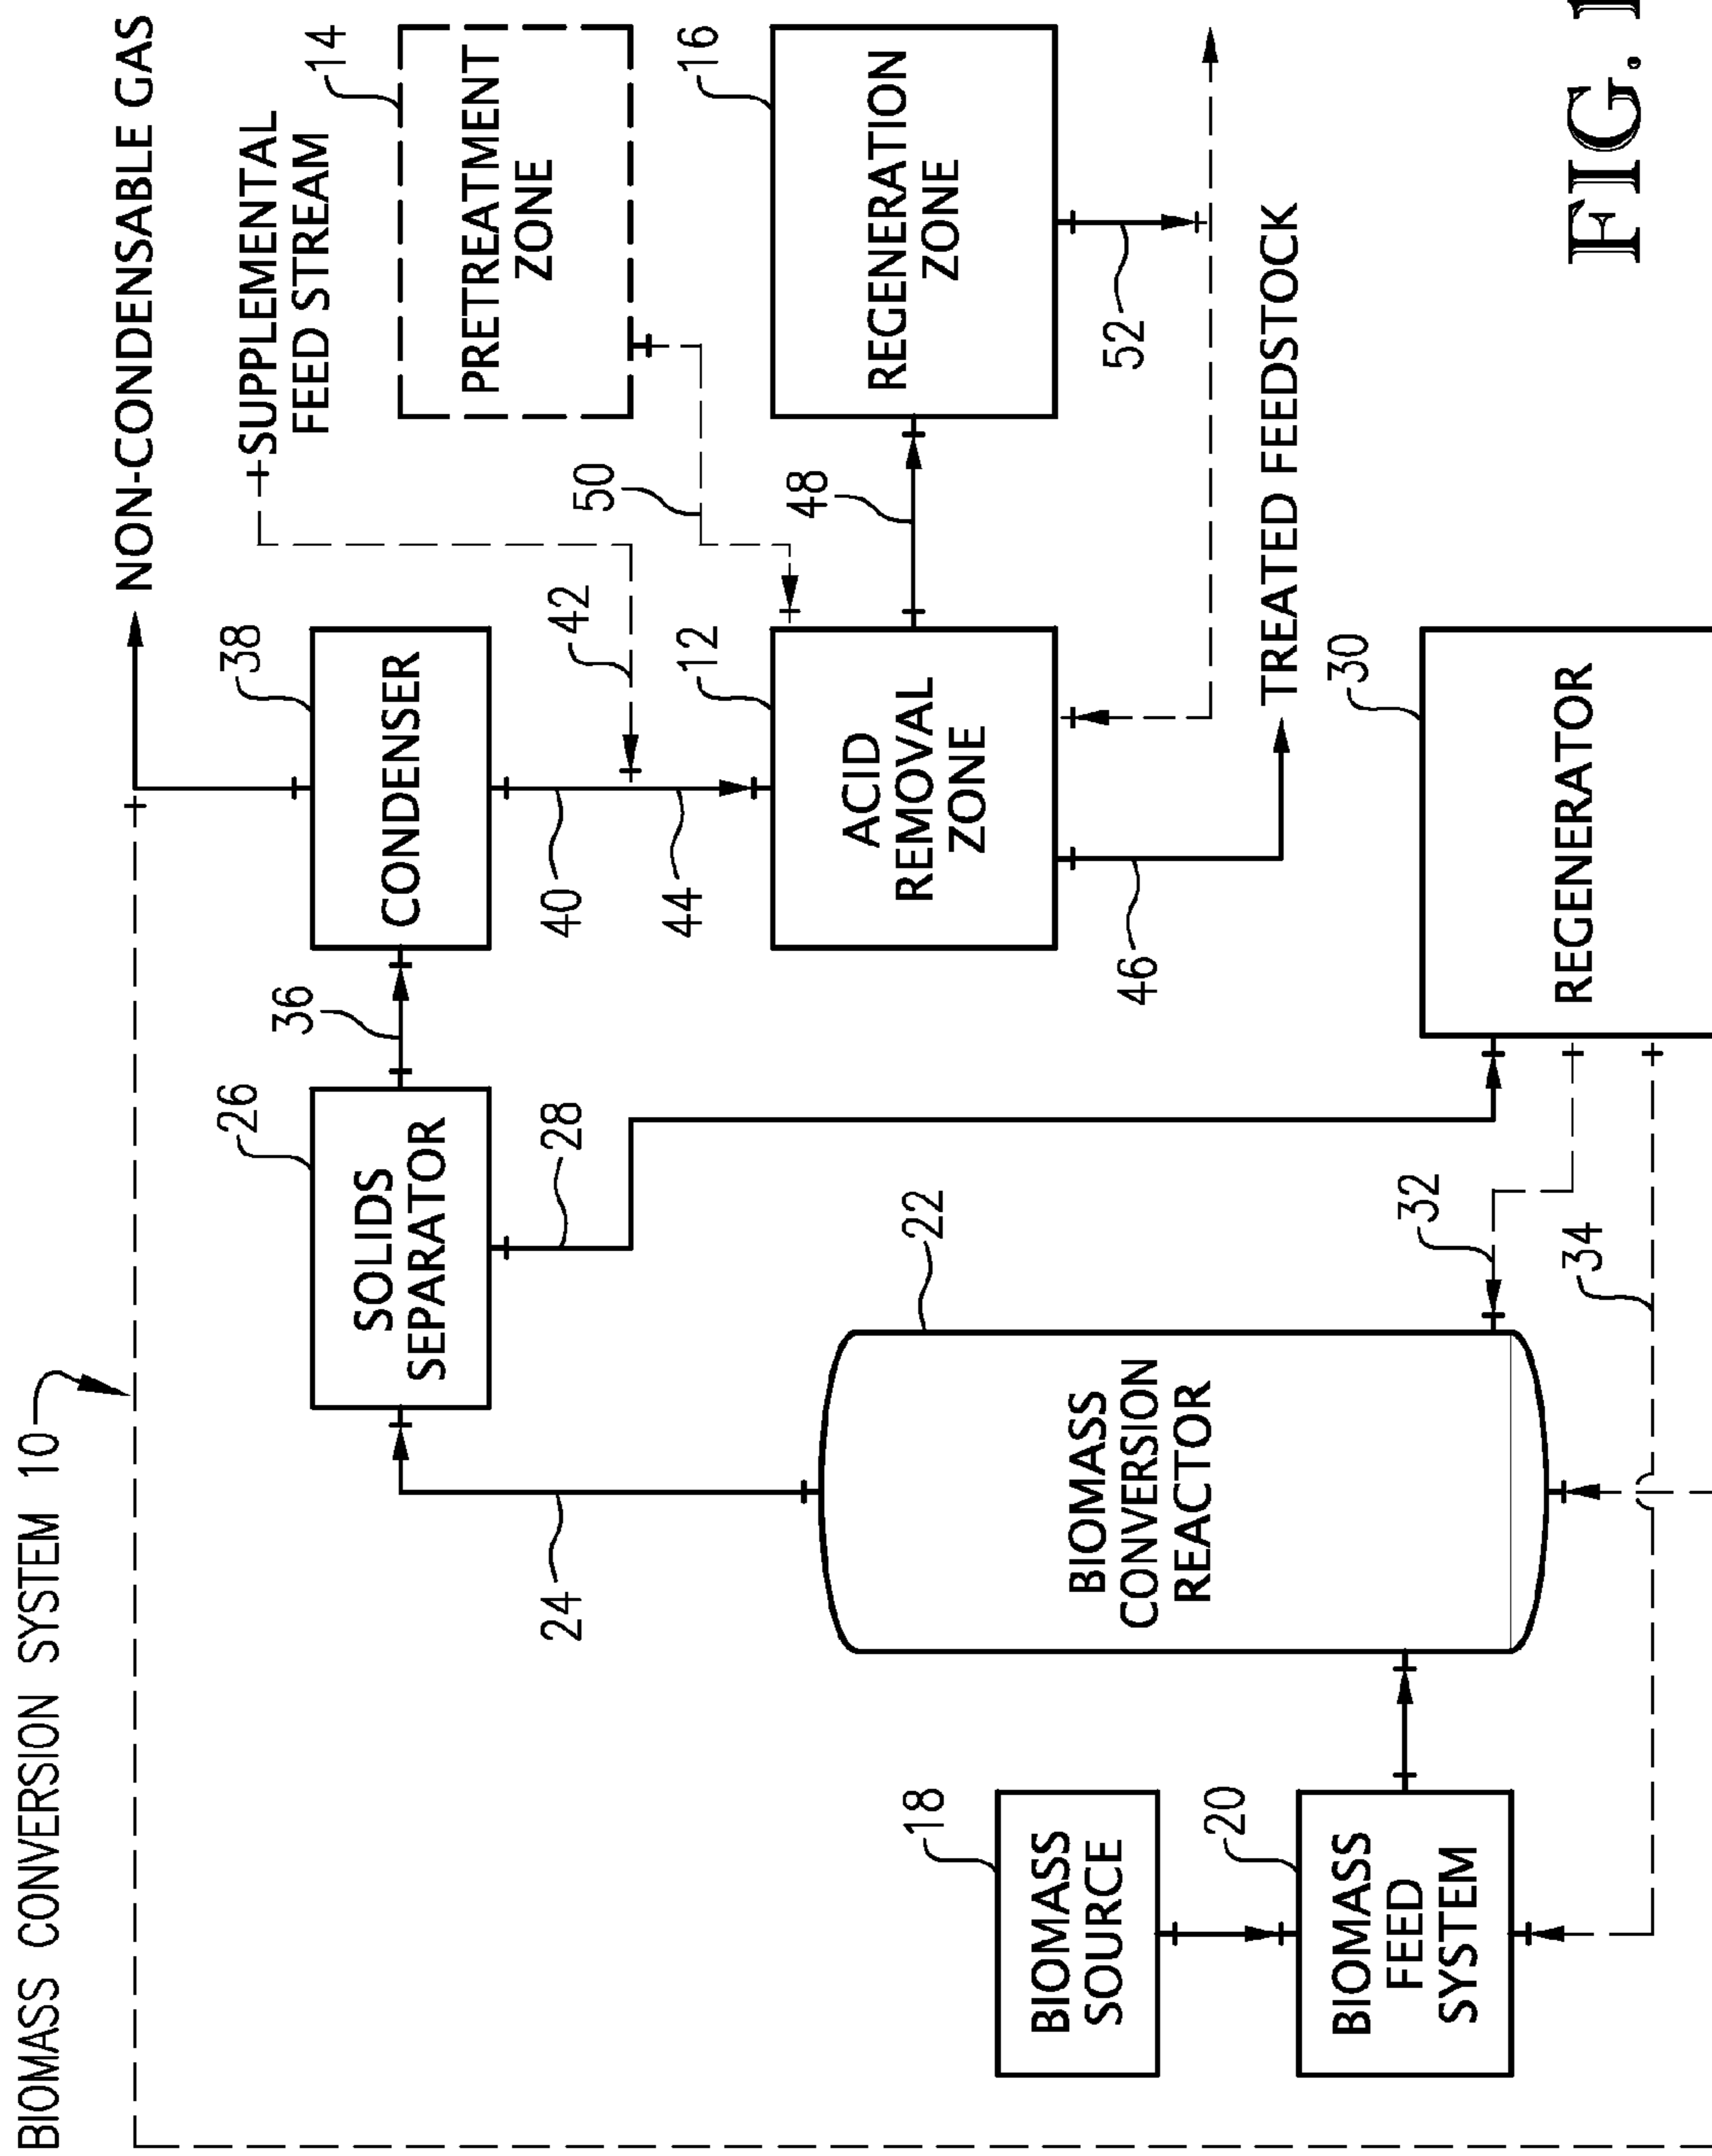 BIOMASS CONVERSION SYSTEM 10
NON-CONDENSABLE GAS
SUPPLEMENTAL
FEED STREAM
14
PRETREATMENT
ZONE
26
SOLIDS
SEPARATOR
36
38
CONDENSER
24
28
40
42
44
50
12
ACID
REMOVAL
ZONE
48
16
REGENERATION
ZONE
46
52
TREATED FEEDSTOCK
18
BIOMASS
SOURCE
20
BIOMASS
FEED
SYSTEM
22
BIOMASS
CONVERSION
REACTOR
32
34
30
REGENERATOR
FIG. 1